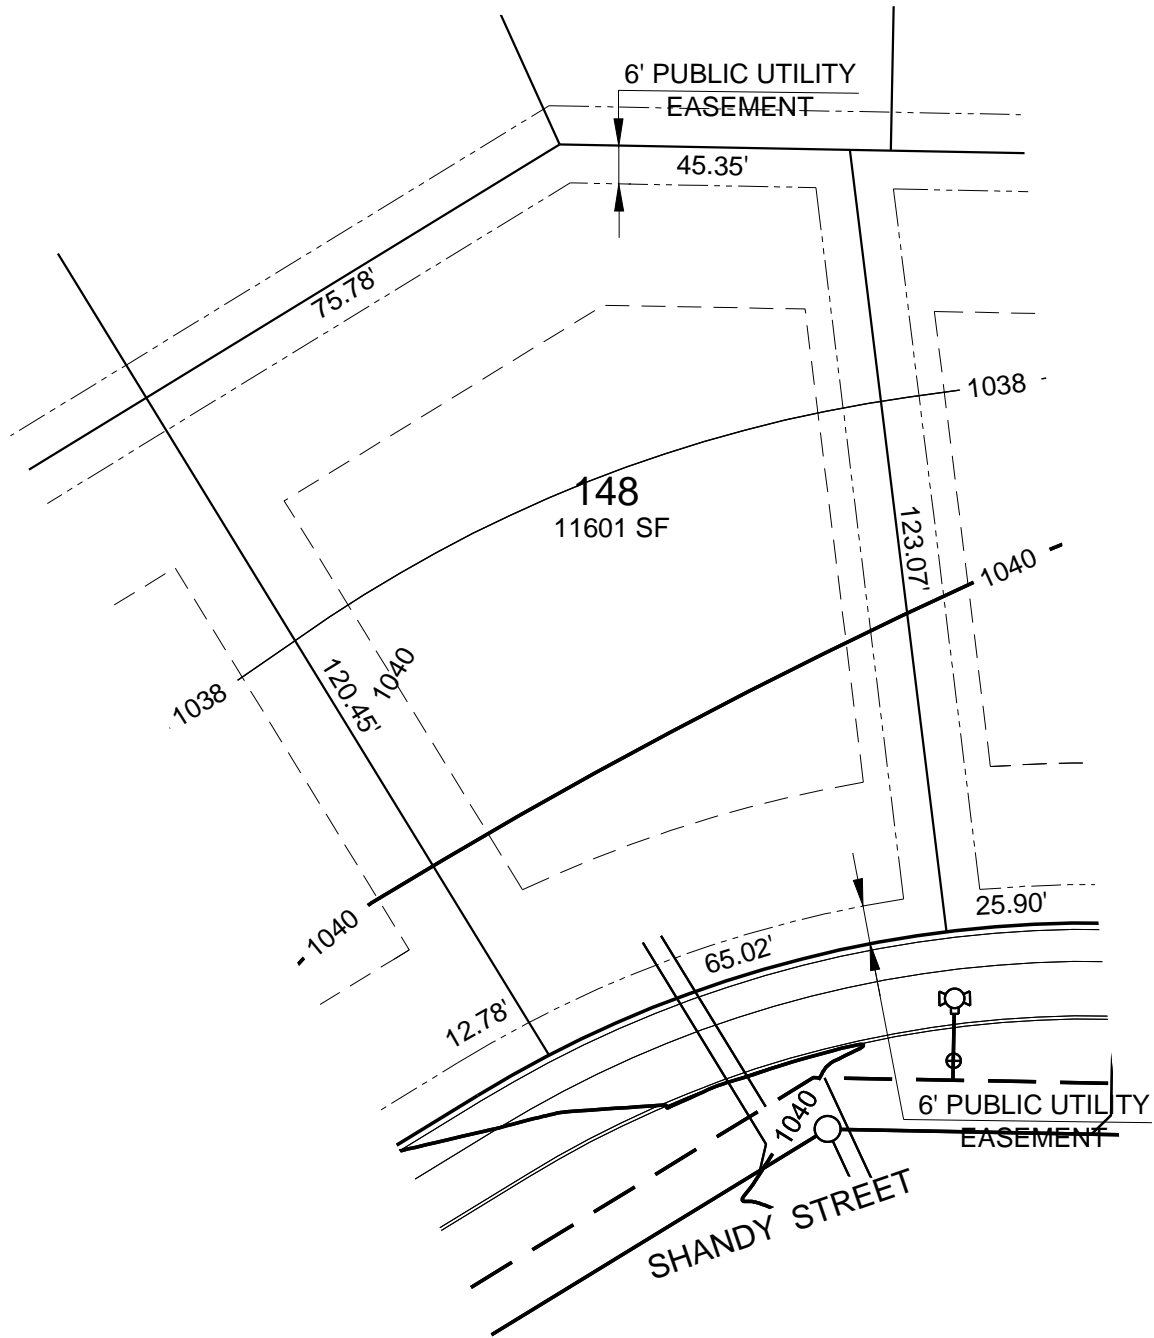 6' PUBLIC UTILITY
EASEMENT
45.35'
75.78'
1038
148
11601 SF
123.07'
1040
1040
120.45'
1038
1040
25.90'
65.02'
12.78'
1040
6' PUBLIC UTILITY
EASEMENT
SHANDY STREET